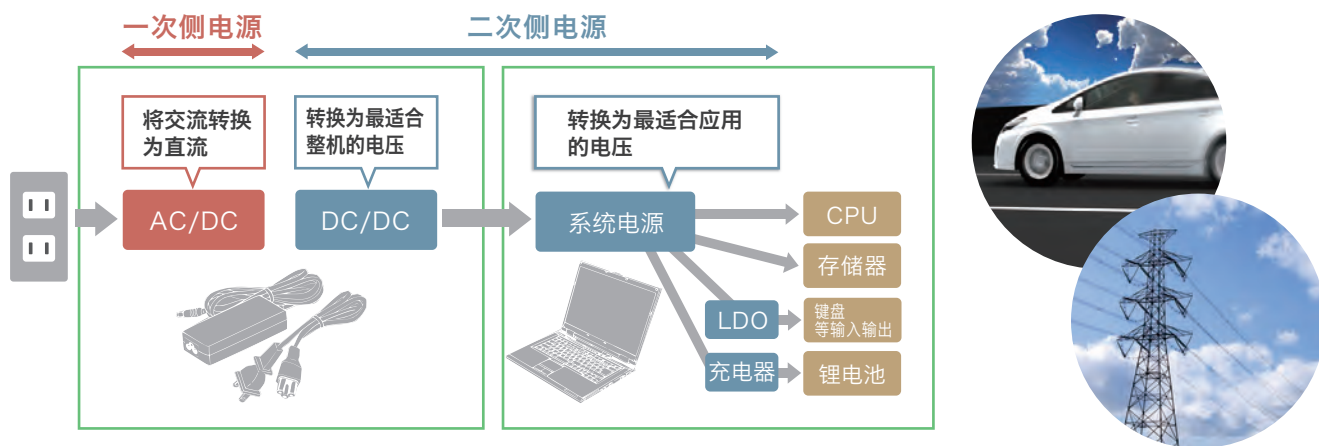 一次侧电源
二次侧电源
将交流转换
为直流
转换为最适合
整机的电压
转换为最适合应用
的电压
AC/DC
DC/DC
系统电源
CPU
存储器
LDO
键盘
等输入输出
充电器
锂电池